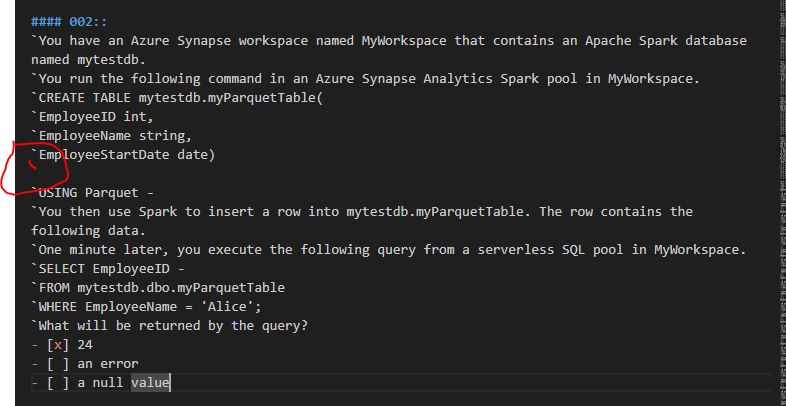 #### 002::
`You have an Azure Synapse workspace named MyWorkspace that contains an Apache Spark database
named mytestdb.
`You run the following command in an Azure Synapse Analytics Spark pool in MyWorkspace.
`CREATE TABLE mytestdb.myParquetTable(
`EmployeeID int,
`EmployeeName string,
`EmployeeStartDate date)
`USING Parquet -
`You then use Spark to insert a row into mytestdb.myParquetTable. The row contains the
following data.
`One minute later, you execute the following query from a serverless SQL pool in MyWorkspace.
`SELECT EmployeeID -
`FROM mytestdb.dbo.myParquetTable
`WHERE EmployeeName = 'Alice';
`What will be returned by the query?
- [x] 24
- [ ] an error
- [ ] a null value